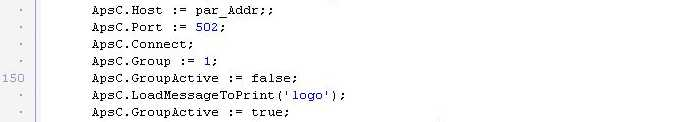 ApsC.Host := par_Addr;;
ApsC.Port := 502;
ApsC.Connect;
ApsC.Group := 1;
150 ApsC.GroupActive := false;
ApsC.LoadMessageToPrint('logo');
ApsC.GroupActive := true;